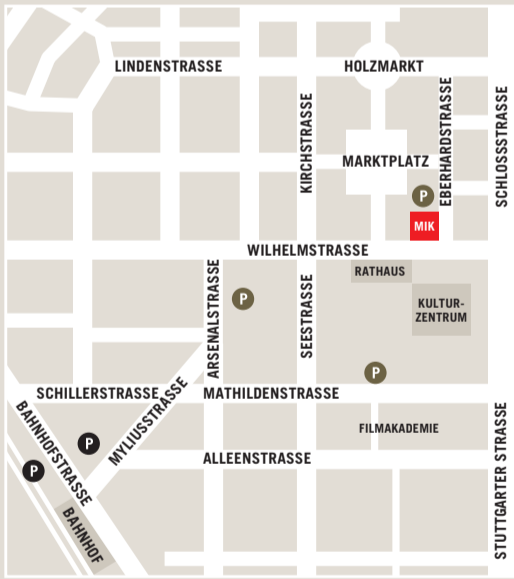 LINDENSTRASSE
HOLZMARKT
KIRCHSTRASSE
EBERHARDSTRASSE
SCHLOSSSTRASSE
MARKTPLATZ
P
MIK
WILHELMSTRASSE
RATHAUS
ARSENALSTRASSE
P
SEESTRASSE
KULTUR-
ZENTRUM
P
SCHILLERSTRASSE
MATHILDENSTRASSE
MYLIUSSTRASSE
BAHNHOFSTRASSE
FILMAKADEMIE
P
ALLEENSTRASSE
P
STUTTGARTER STRASSE
BAHNHOF